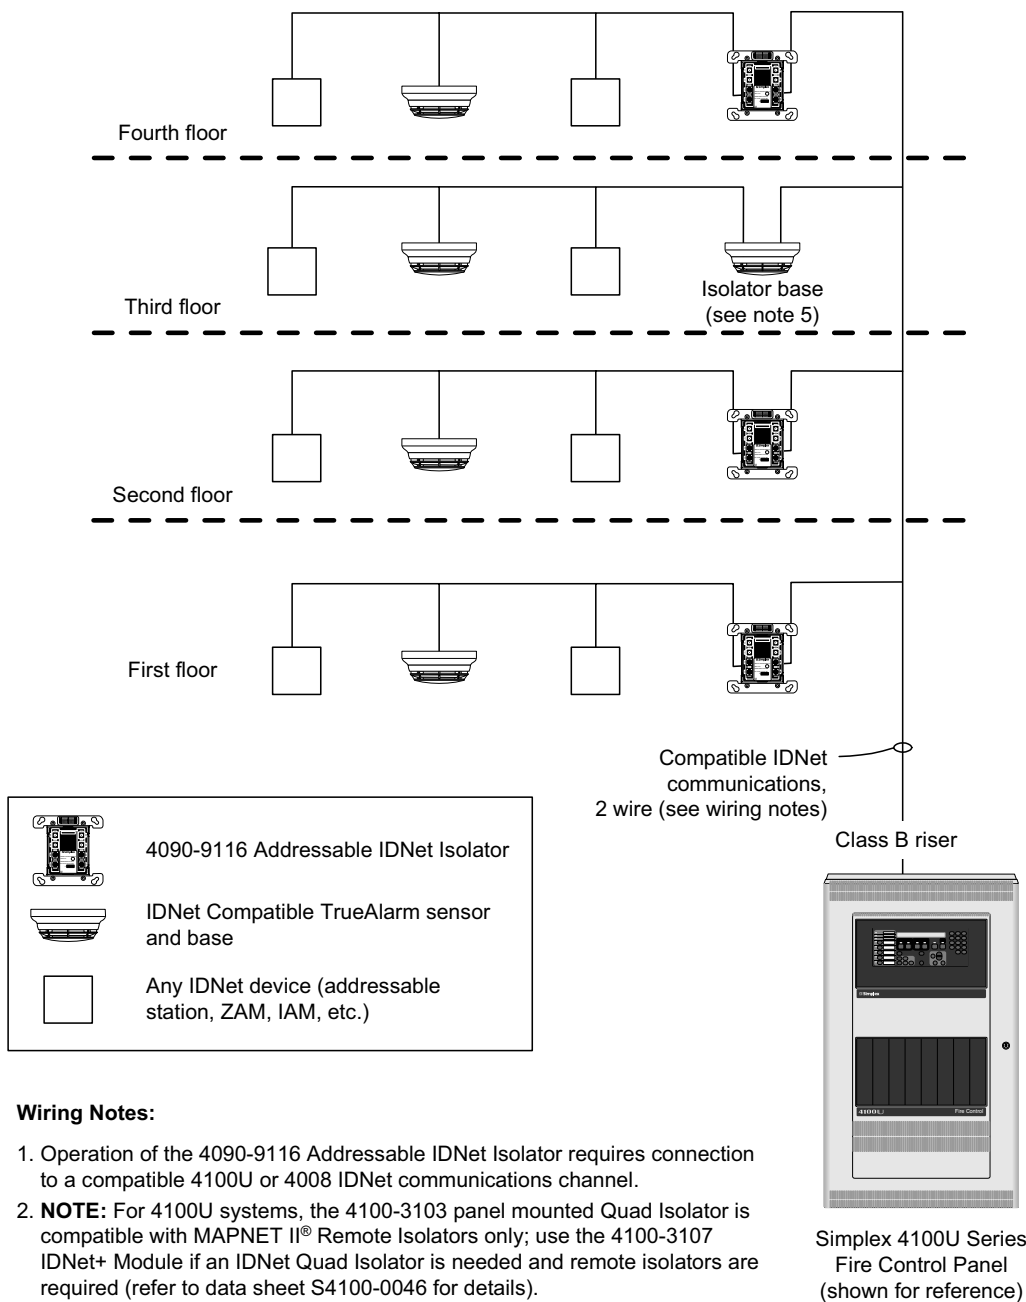 Fourth floor
Isolator base
(see note 5)
Third floor
Second floor
First floor
Compatible IDNet
communications,
2 wire (see wiring notes)
Class B riser
4090-9116 Addressable IDNet Isolator
IDNet Compatible TrueAlarm sensor
and base
Any IDNet device (addressable
station, ZAM, IAM, etc.)
Simplex
4100U Fire Control
Simplex 4100U Series
Fire Control Panel
(shown for reference)
Wiring Notes:
1. Operation of the 4090-9116 Addressable IDNet Isolator requires connection
to a compatible 4100U or 4008 IDNet communications channel.
2. NOTE: For 4100U systems, the 4100-3103 panel mounted Quad Isolator is
compatible with MAPNET II® Remote Isolators only; use the 4100-3107
IDNet+ Module if an IDNet Quad Isolator is needed and remote isolators are
required (refer to data sheet S4100-0046 for details).